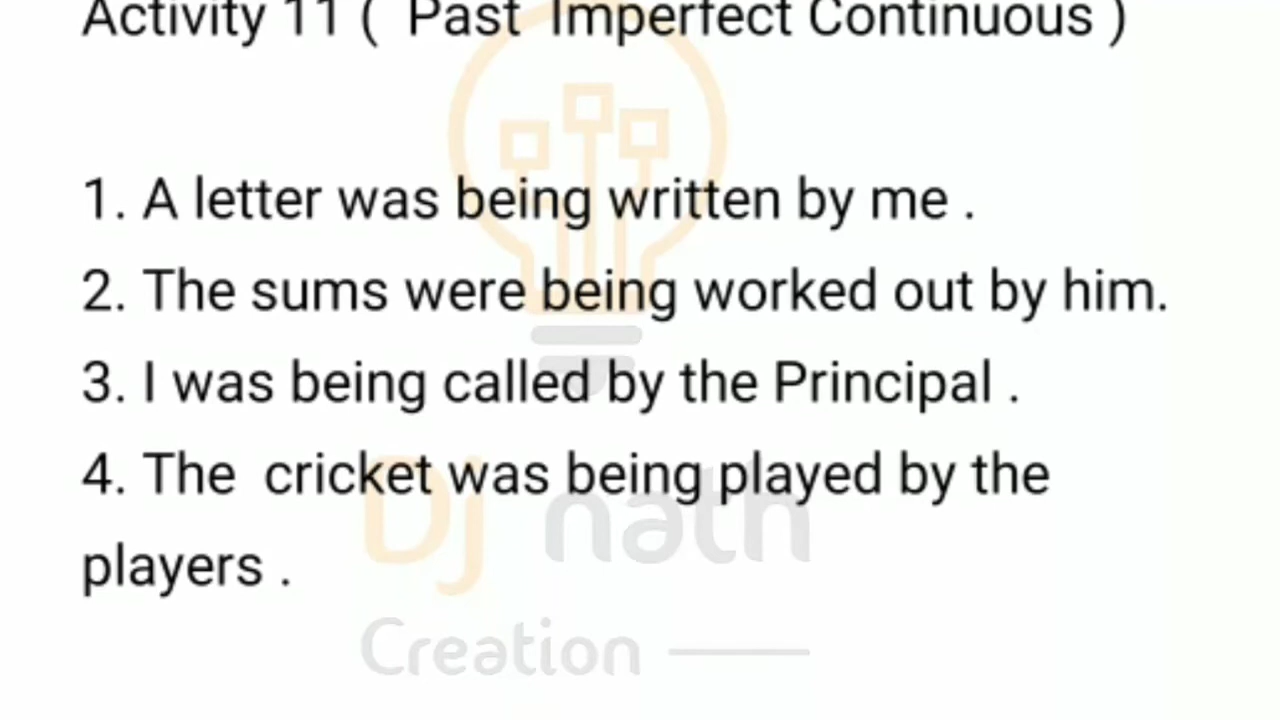 Activity 11 ( Past Imperfect Continuous )
1. A letter was being written by me .
2. The sums were being worked out by him.
3. I was being called by the Principal .
4. The cricket was being played by the
players .
Dj nath
Creation